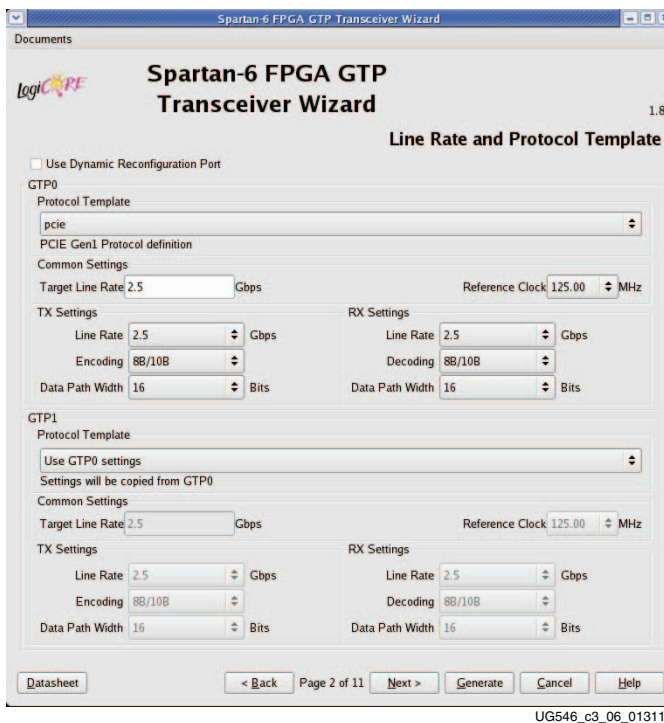 Spartan-6 FPGA GTP Transceiver Wizard
Documents
LogiCORE
Spartan-6 FPGA GTP
Transceiver Wizard
1.8
Line Rate and Protocol Template
Use Dynamic Reconfiguration Port
GTP0
Protocol Template
pcie
PCIE Gen1 Protocol definition
Common Settings
Target Line Rate 2.5 Gbps Reference Clock 125.00 MHz
TX Settings RX Settings
Line Rate 2.5 Gbps Line Rate 2.5 Gbps
Encoding 8B/10B Decoding 8B/10B
Data Path Width 16 Bits Data Path Width 16 Bits
GTP1
Protocol Template
Use GTP0 settings
Settings will be copied from GTP0
Common Settings
Target Line Rate 2.5 Gbps Reference Clock 125.00 MHz
TX Settings RX Settings
Line Rate 2.5 Gbps Line Rate 2.5 Gbps
Encoding 8B/10B Decoding 8B/10B
Data Path Width 16 Bits Data Path Width 16 Bits
Datasheet < Back Page 2 of 11 Next > Generate Cancel Help
UG546_c3_06_01311